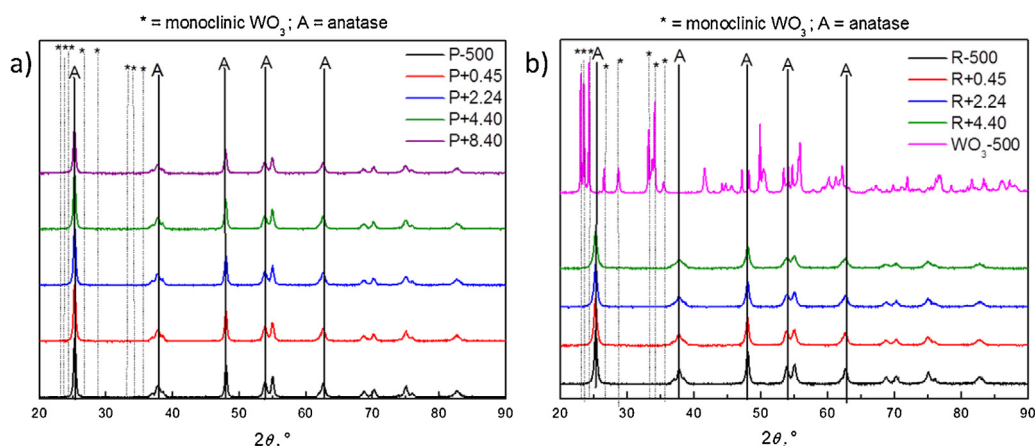 * = monoclinic WO3; A = anatase
a)
* * * * * * * *
A A A A A
P-500
P+0.45
P+2.24
P+4.40
P+8.40
20 30 40 50 60 70 80 90
2θ,°
* = monoclinic WO3; A = anatase
b)
* * * * * * * *
A A A A A
R-500
R+0.45
R+2.24
R+4.40
WO3-500
20 30 40 50 60 70 80 90
2θ,°